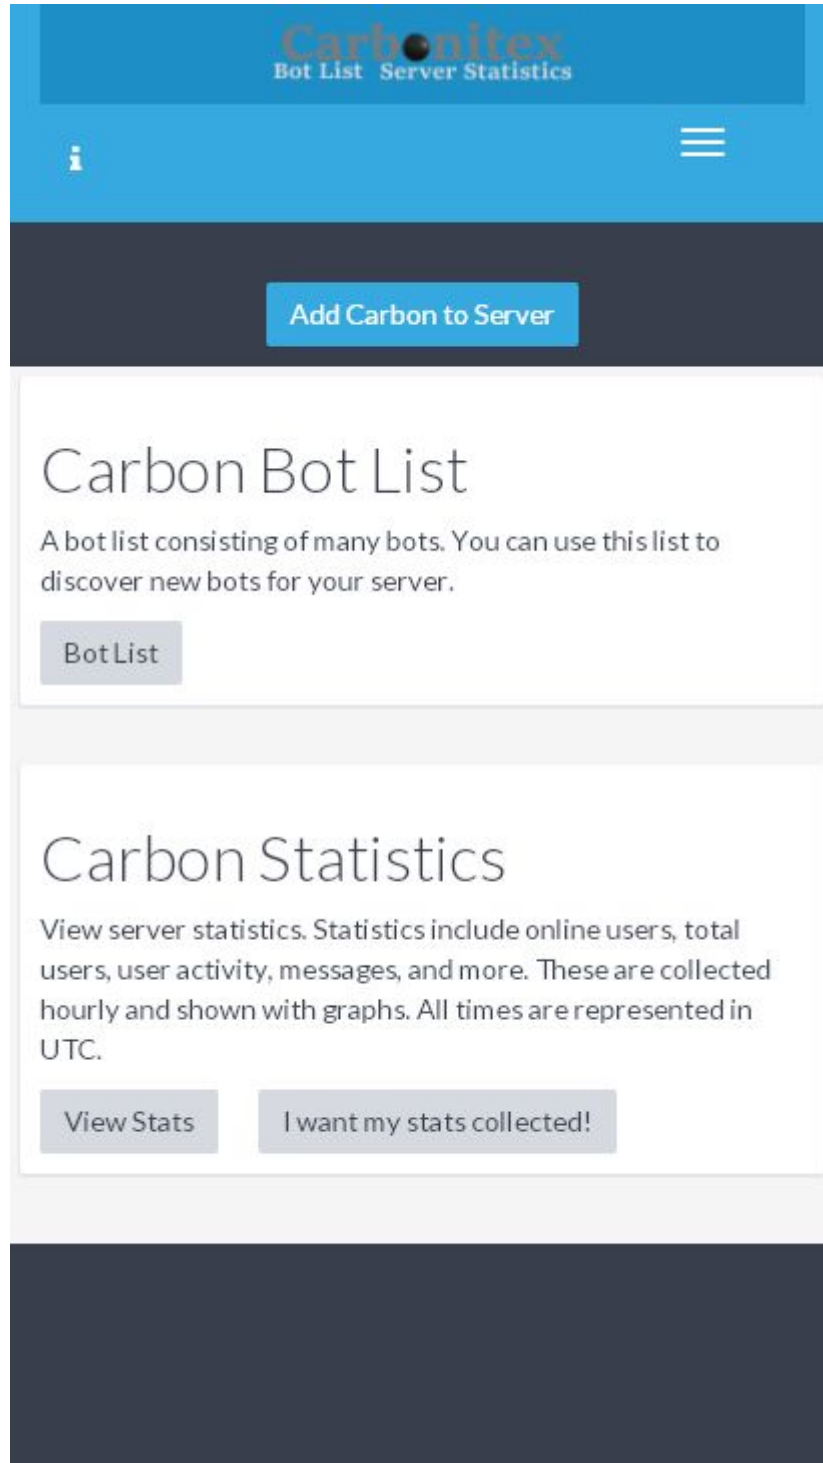 Carbonitex
Bot List Server Statistics
i
Add Carbon to Server
Carbon Bot List
A bot list consisting of many bots. You can use this list to
discover new bots for your server.
Bot List
Carbon Statistics
View server statistics. Statistics include online users, total
users, user activity, messages, and more. These are collected
hourly and shown with graphs. All times are represented in
UTC.
View Stats
I want my stats collected!